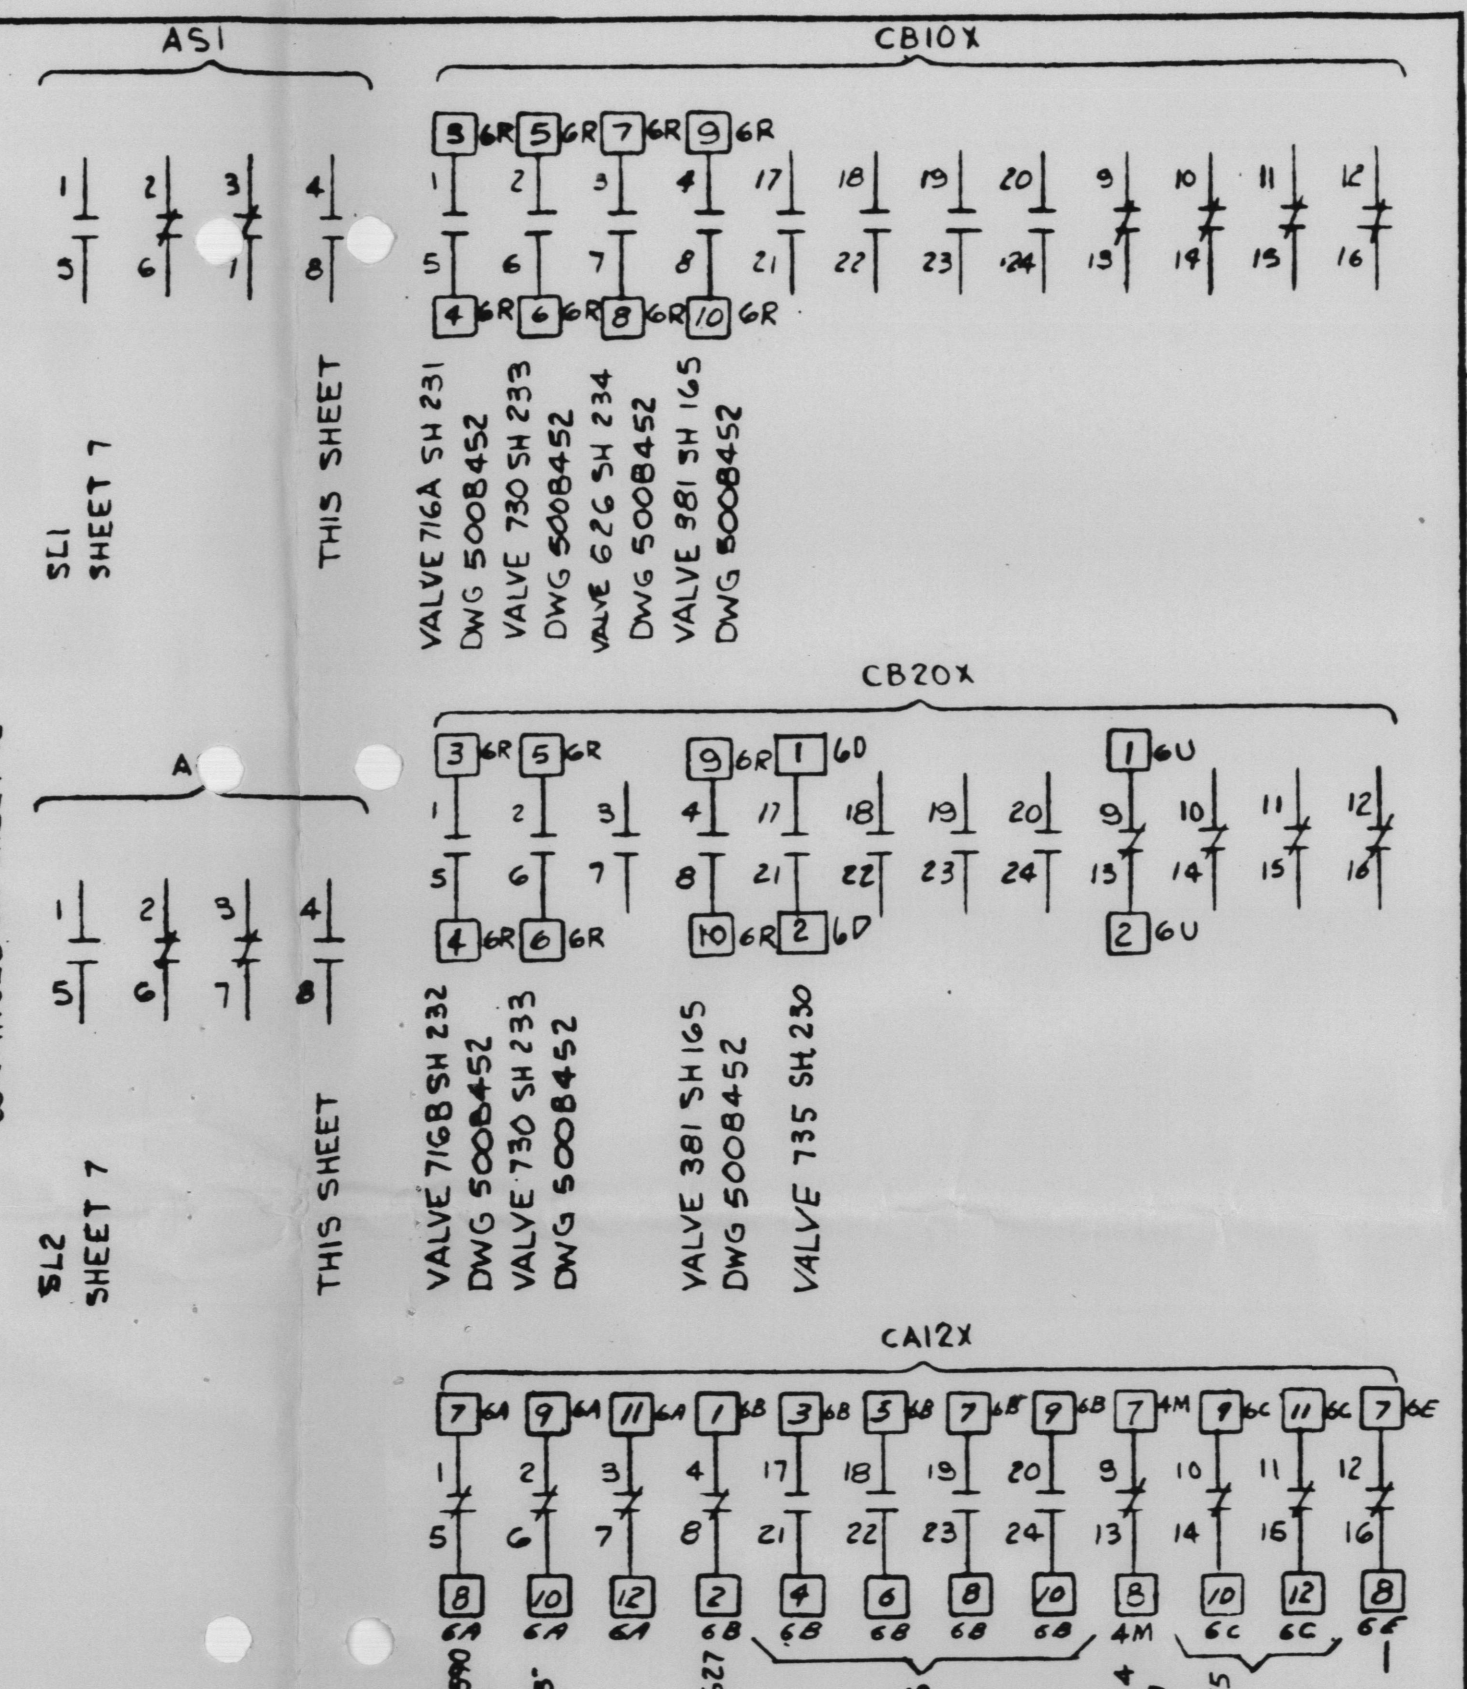 AS1
1 2 3 4
5 6 1 8
SL1
SHEET 7
THIS SHEET
CB10X
3 6R 5 6R 7 6R 9 6R
1 2 3 4 17 18 19 20 9 10 11 12
5 6 7 8 21 22 23 24 13 14 15 16
4 6R 6 6R 8 6R 10 6R
VALVE 716A SH 231
DWG 500B452
VALVE 730 SH 233
DWG 500B452
VALVE 626 SH 234
DWG 500B452
VALVE 981 SH 165
DWG 500B452
A
1 2 3 4
5 6 7 8
SL2
SHEET 7
THIS SHEET
CB20X
3 6R 5 6R 9 6R 1 6D 1 6U
1 2 3 4 17 18 19 20 9 10 11 12
5 6 7 8 21 22 23 24 13 14 15 16
4 6R 6 6R 10 6R 2 6D 2 6U
VALVE 716B SH 232
DWG 500B452
VALVE 730 SH 233
DWG 500B452
VALVE 381 SH 165
DWG 500B452
VALVE 735 SH 230
CA12X
7 6A 9 6A 11 6A 1 6B 3 6B 5 6B 7 6B 9 6B 7 4M 9 6C 11 6C 7 6E
1 2 3 4 17 18 19 20 9 10 11 12
5 6 7 8 21 22 23 24 13 14 15 16
8 10 12 2 4 6 8 10 8 10 12 8
6A 6A 6A 6B 6B 6B 6B 6B 4M 6C 6C 6E